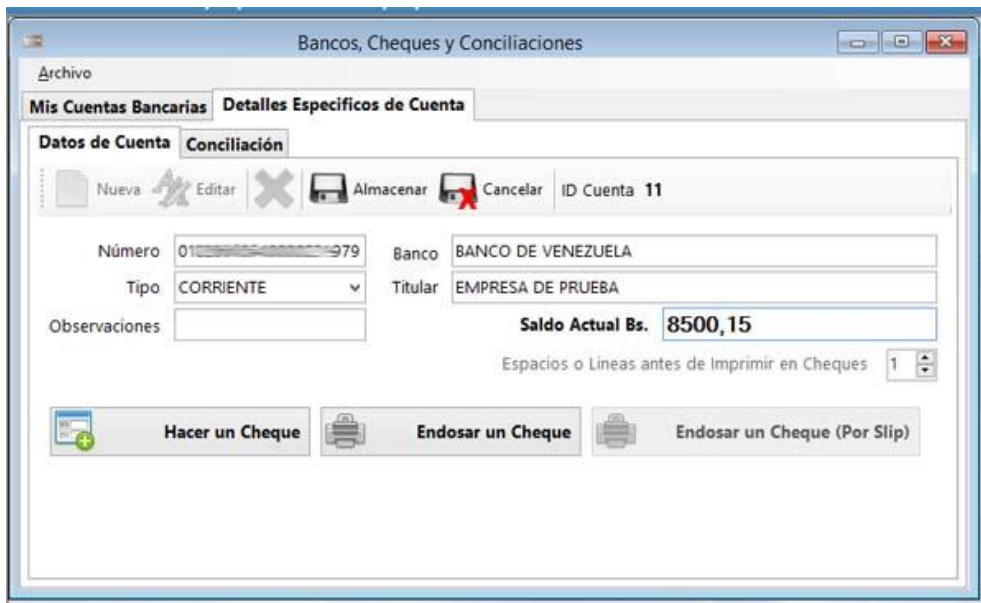 Bancos, Cheques y Conciliaciones
Archivo
Mis Cuentas Bancarias Detalles Especificos de Cuenta
Datos de Cuenta Conciliación
Nueva Editar Almacenar Cancelar ID Cuenta 11
Número 01 979 Banco BANCO DE VENEZUELA
Tipo CORRIENTE Titular EMPRESA DE PRUEBA
Observaciones Saldo Actual Bs. 8500,15
Espacios o Lineas antes de Imprimir en Cheques 1
Hacer un Cheque Endosar un Cheque Endosar un Cheque (Por Slip)